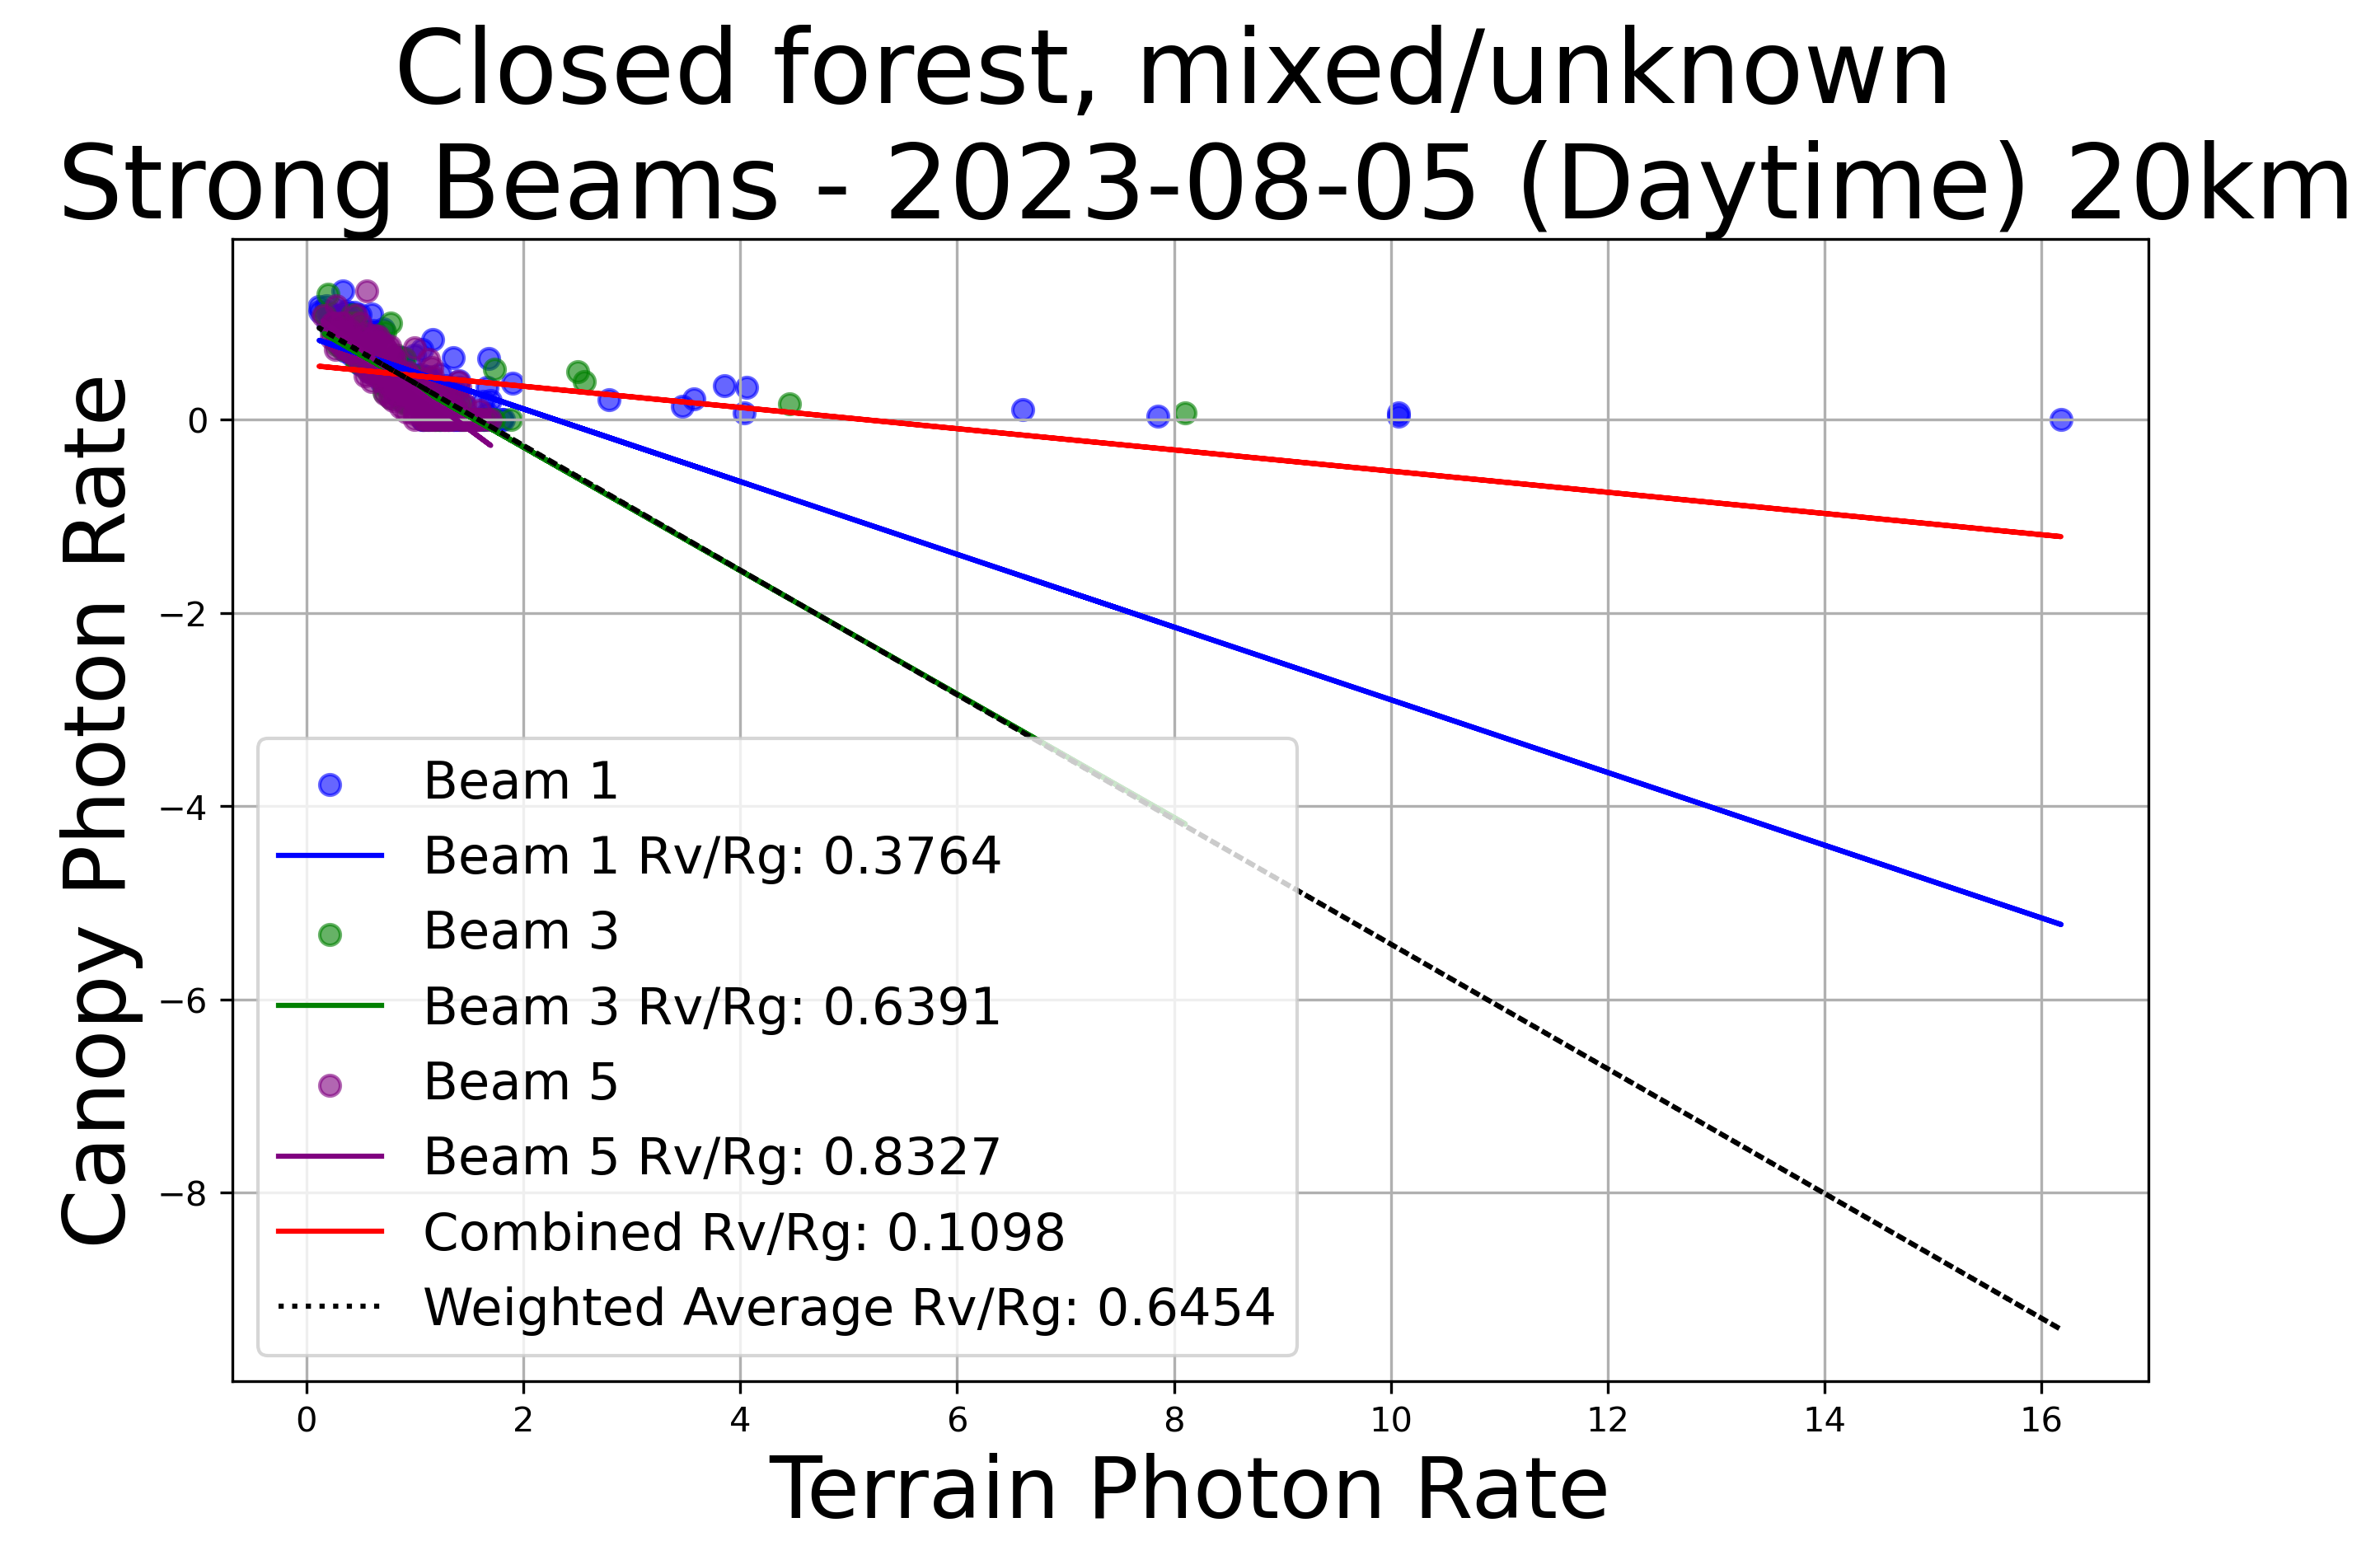 Closed forest, mixed/unknown
Strong Beams - 2023-08-05 (Daytime) 20km
Canopy Photon Rate
0
−2
−4
−6
−8
Beam 1
Beam 1 Rv/Rg: 0.3764
Beam 3
Beam 3 Rv/Rg: 0.6391
Beam 5
Beam 5 Rv/Rg: 0.8327
Combined Rv/Rg: 0.1098
Weighted Average Rv/Rg: 0.6454
0 2 4 6 8 10 12 14 16
Terrain Photon Rate